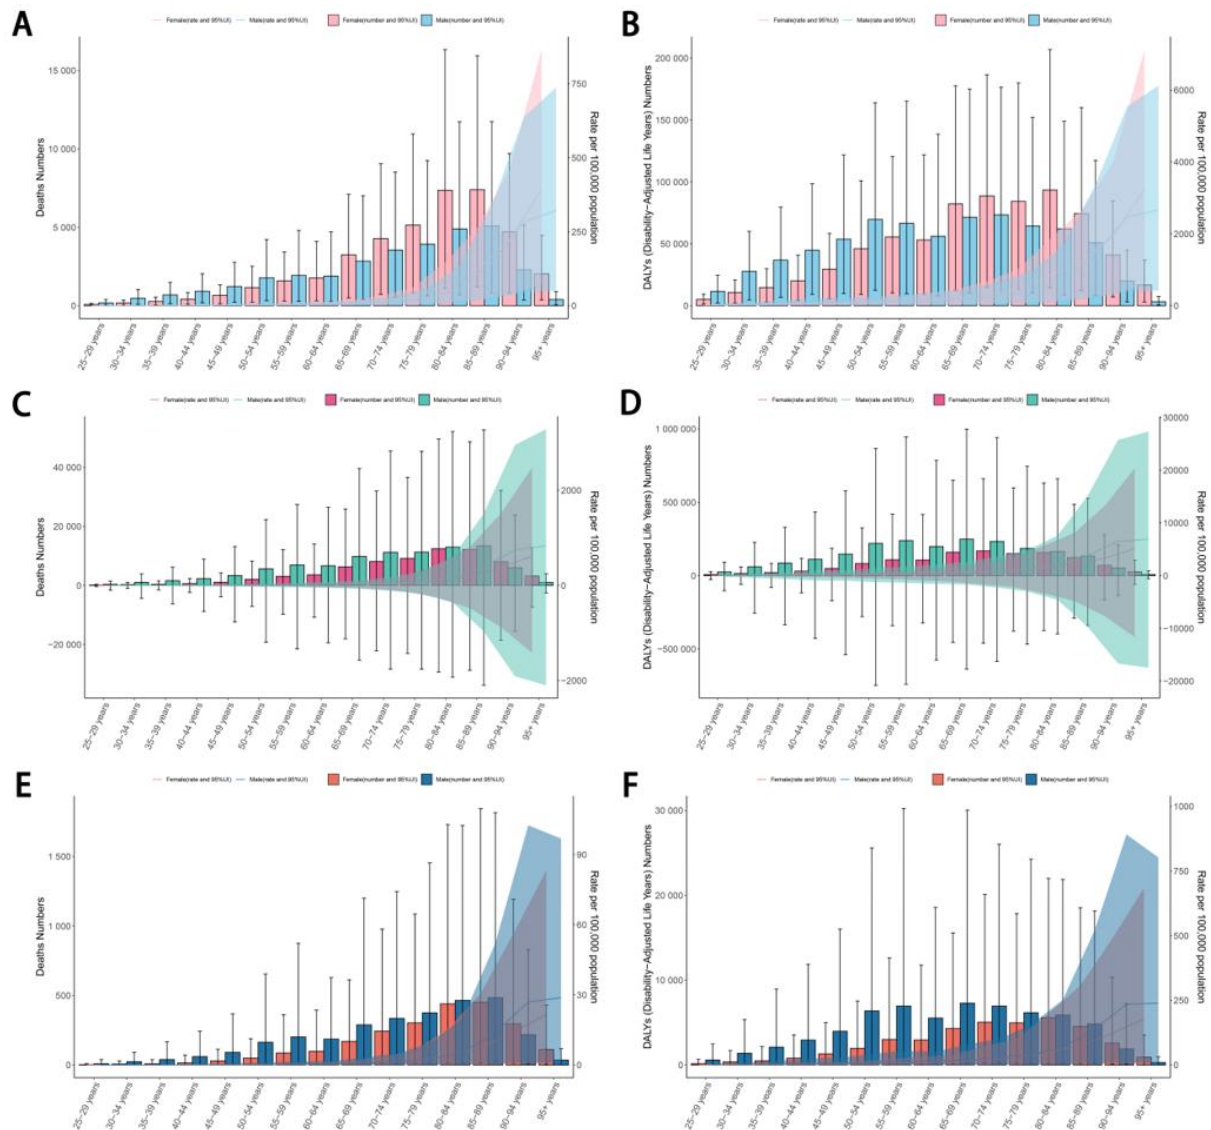 A
Female(rate and 95%UI) Male(rate and 95%UI) Female(number and 95%UI) Male(number and 95%UI)
Deaths Numbers
15 000
10 000
5 000
0
750
500
250
0
Rate per 100,000 population
25−29 years
30−34 years
35−39 years
40−44 years
45−49 years
50−54 years
55−59 years
60−64 years
65−69 years
70−74 years
75−79 years
80−84 years
85−89 years
90−94 years
95+ years
B
Female(rate and 95%UI) Male(rate and 95%UI) Female(number and 95%UI) Male(number and 95%UI)
DALYs (Disability−Adjusted Life Years) Numbers
200 000
150 000
100 000
50 000
0
6000
4000
2000
0
Rate per 100,000 population
25−29 years
30−34 years
35−39 years
40−44 years
45−49 years
50−54 years
55−59 years
60−64 years
65−69 years
70−74 years
75−79 years
80−84 years
85−89 years
90−94 years
95+ years
C
Female(rate and 95%UI) Male(rate and 95%UI) Female(number and 95%UI) Male(number and 95%UI)
Deaths Numbers
40 000
20 000
0
−20 000
2000
0
−2000
Rate per 100,000 population
25−29 years
30−34 years
35−39 years
40−44 years
45−49 years
50−54 years
55−59 years
60−64 years
65−69 years
70−74 years
75−79 years
80−84 years
85−89 years
90−94 years
95+ years
D
Female(rate and 95%UI) Male(rate and 95%UI) Female(number and 95%UI) Male(number and 95%UI)
DALYs (Disability−Adjusted Life Years) Numbers
1 000 000
500 000
0
−500 000
30000
20000
10000
0
−10000
−20000
Rate per 100,000 population
25−29 years
30−34 years
35−39 years
40−44 years
45−49 years
50−54 years
55−59 years
60−64 years
65−69 years
70−74 years
75−79 years
80−84 years
85−89 years
90−94 years
95+ years
E
Female(rate and 95%UI) Male(rate and 95%UI) Female(number and 95%UI) Male(number and 95%UI)
Deaths Numbers
1 500
1 000
500
0
90
60
30
0
Rate per 100,000 population
25−29 years
30−34 years
35−39 years
40−44 years
45−49 years
50−54 years
55−59 years
60−64 years
65−69 years
70−74 years
75−79 years
80−84 years
85−89 years
90−94 years
95+ years
F
Female(rate and 95%UI) Male(rate and 95%UI) Female(number and 95%UI) Male(number and 95%UI)
DALYs (Disability−Adjusted Life Years) Numbers
30 000
20 000
10 000
0
1000
750
500
250
0
Rate per 100,000 population
25−29 years
30−34 years
35−39 years
40−44 years
45−49 years
50−54 years
55−59 years
60−64 years
65−69 years
70−74 years
75−79 years
80−84 years
85−89 years
90−94 years
95+ years